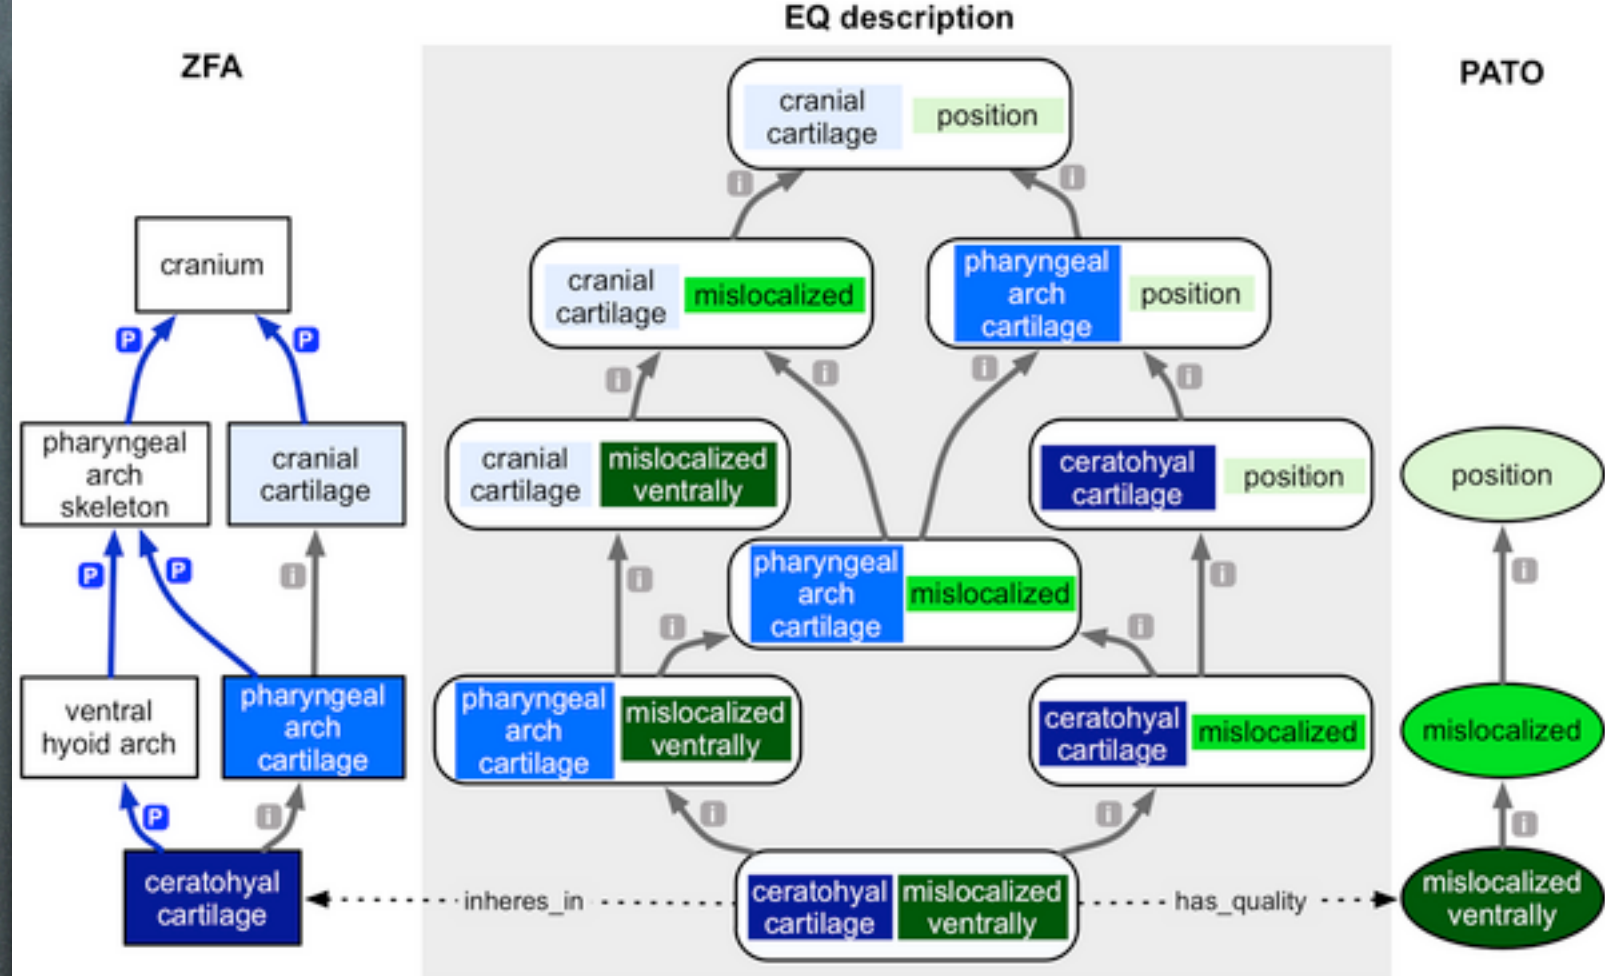 EQ description
ZFA
PATO
cranial
cartilage
position
i
i
cranium
cranial
cartilage
mislocalized
pharyngeal
arch
cartilage
position
P
P
i
i
i
i
pharyngeal
arch
skeleton
cranial
cartilage
cranial
cartilage
mislocalized
ventrally
ceratohyal
cartilage
position
position
P
P
i
i
pharyngeal
arch
cartilage
mislocalized
i
i
i
i
ventral
hyoid arch
pharyngeal
arch
cartilage
pharyngeal
arch
cartilage
mislocalized
ventrally
ceratohyal
cartilage
mislocalized
mislocalized
P
i
i
i
i
ceratohyal
cartilage
inheres_in
ceratohyal
cartilage
mislocalized
ventrally
has_quality
mislocalized
ventrally